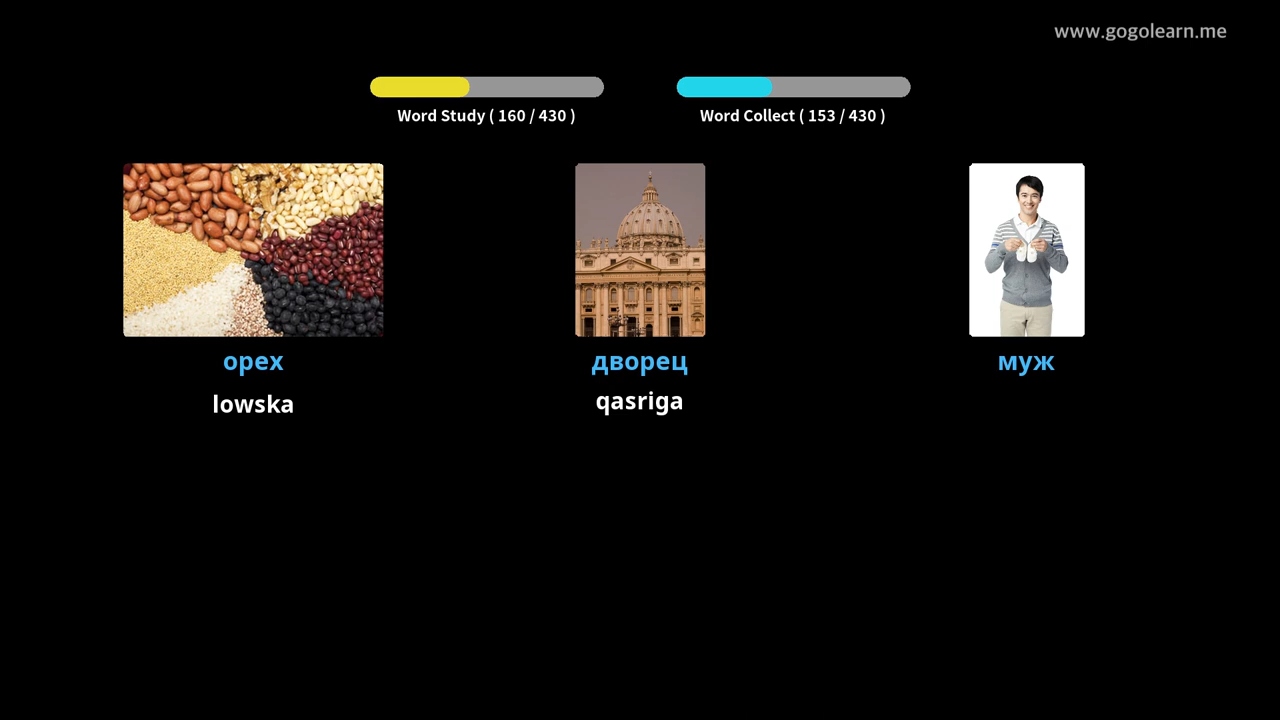 www.gogolearn.me
Word Study ( 160 / 430 )
Word Collect ( 153 / 430 )
орех
дворец
муж
lowska
qasriga